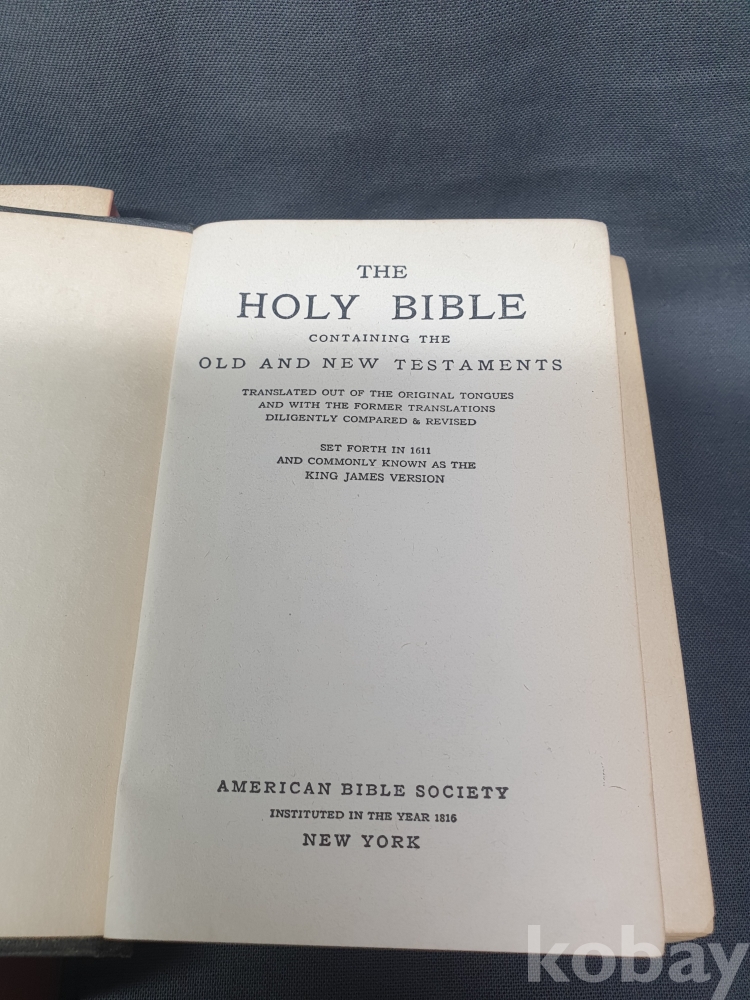 THE
HOLY BIBLE
CONTAINING THE
OLD AND NEW TESTAMENTS
TRANSLATED OUT OF THE ORIGINAL TONGUES
AND WITH THE FORMER TRANSLATIONS
DILIGENTLY COMPARED & REVISED
SET FORTH IN 1611
AND COMMONLY KNOWN AS THE
KING JAMES VERSION
AMERICAN BIBLE SOCIETY
INSTITUTED IN THE YEAR 1816
NEW YORK
kobay